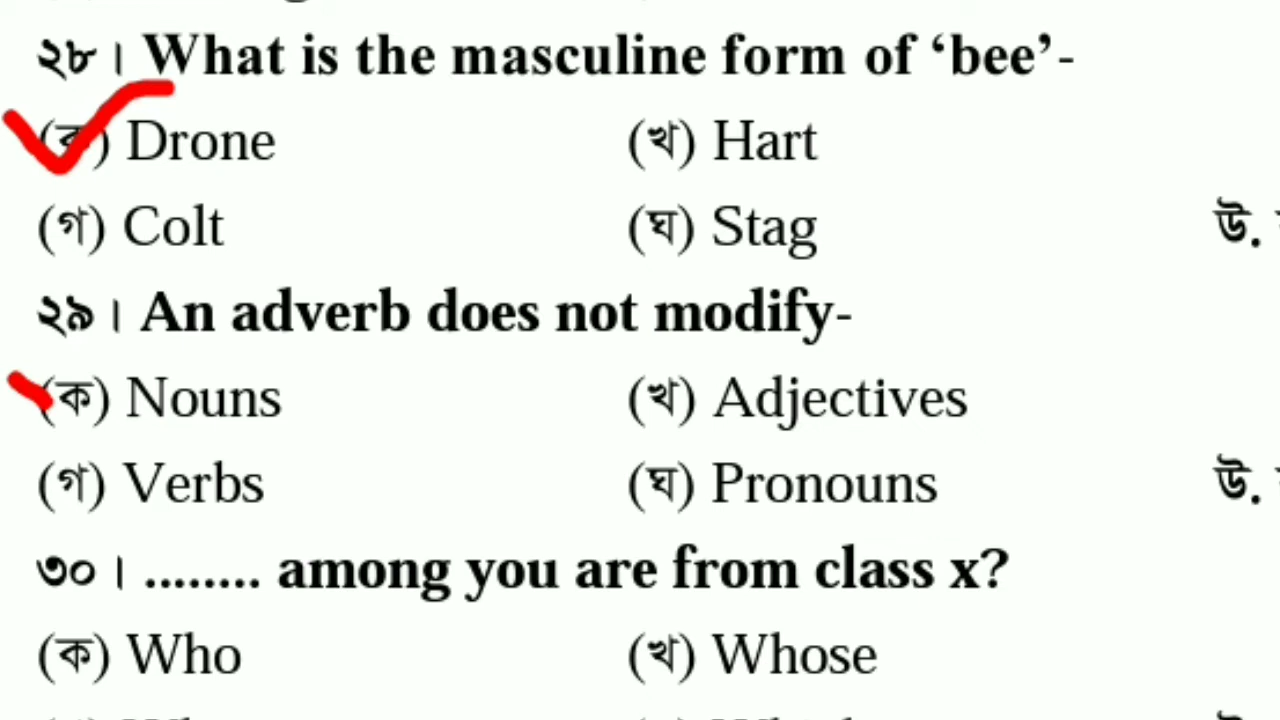 ২৮। What is the masculine form of ‘bee’-
(ক) Drone (খ) Hart
(গ) Colt (ঘ) Stag উ.
২৯। An adverb does not modify-
(ক) Nouns (খ) Adjectives
(গ) Verbs (ঘ) Pronouns উ.
৩০। ........ among you are from class x?
(ক) Who (খ) Whose